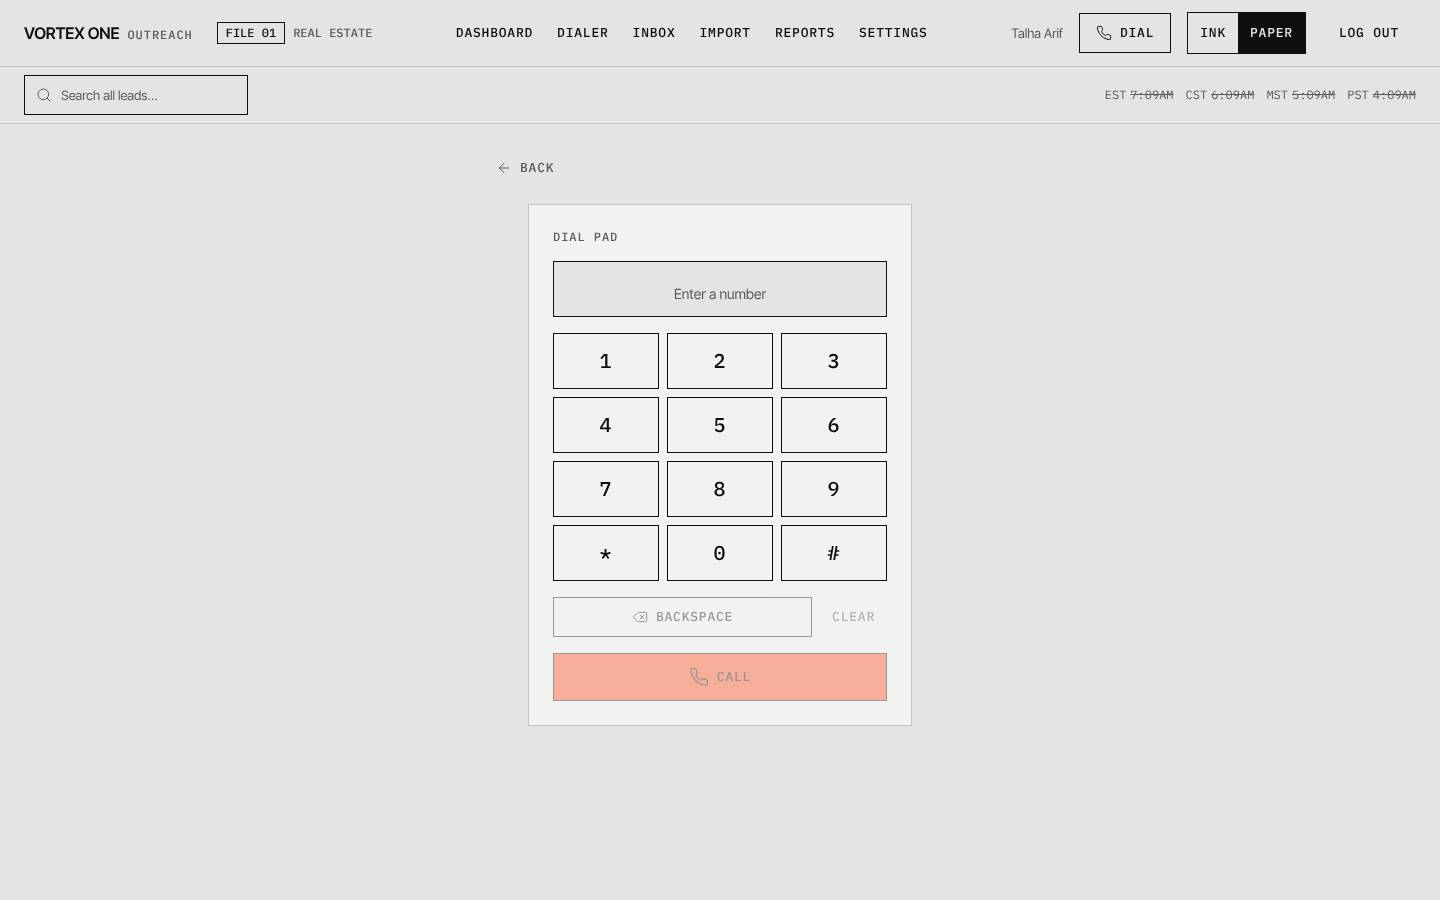 VORTEX ONE OUTREACH FILE 01 REAL ESTATE DASHBOARD DIALER INBOX IMPORT REPORTS SETTINGS Talha Arif DIAL INK PAPER LOG OUT
Search all leads... EST 7:09AM CST 6:09AM MST 5:09AM PST 4:09AM
BACK
DIAL PAD
Enter a number
1 2 3
4 5 6
7 8 9
* 0 #
BACKSPACE CLEAR
CALL